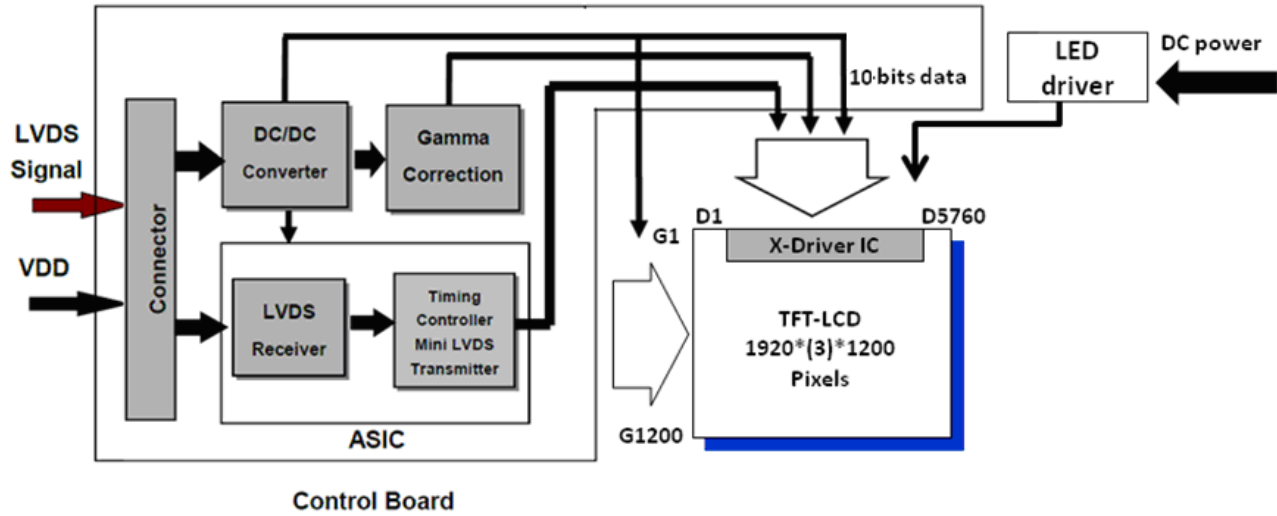 LVDS
Signal
VDD
Connector
DC/DC
Converter
Gamma
Correction
LVDS
Receiver
Timing
Controller
Mini LVDS
Transmitter
ASIC
Control Board
10-bits data
LED
driver
DC power
D1
D5760
G1
G1200
X-Driver IC
TFT-LCD
1920*(3)*1200
Pixels